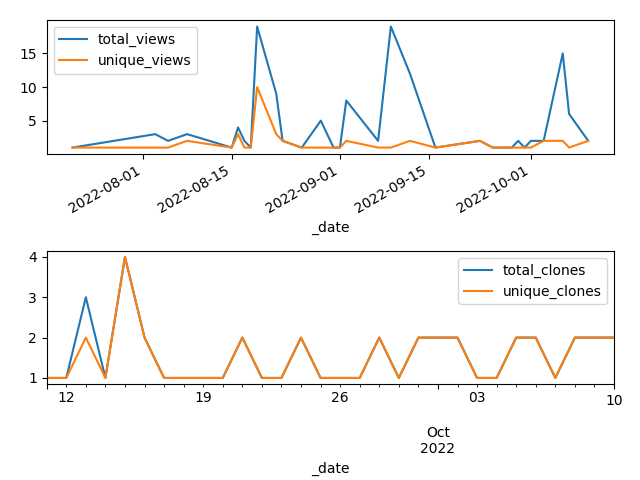 total_views
unique_views
15
10
5
2022-08-01
2022-08-15
2022-09-01
2022-09-15
2022-10-01
_date
total_clones
unique_clones
4
3
2
1
12
19
26
03
10
Oct
2022
_date